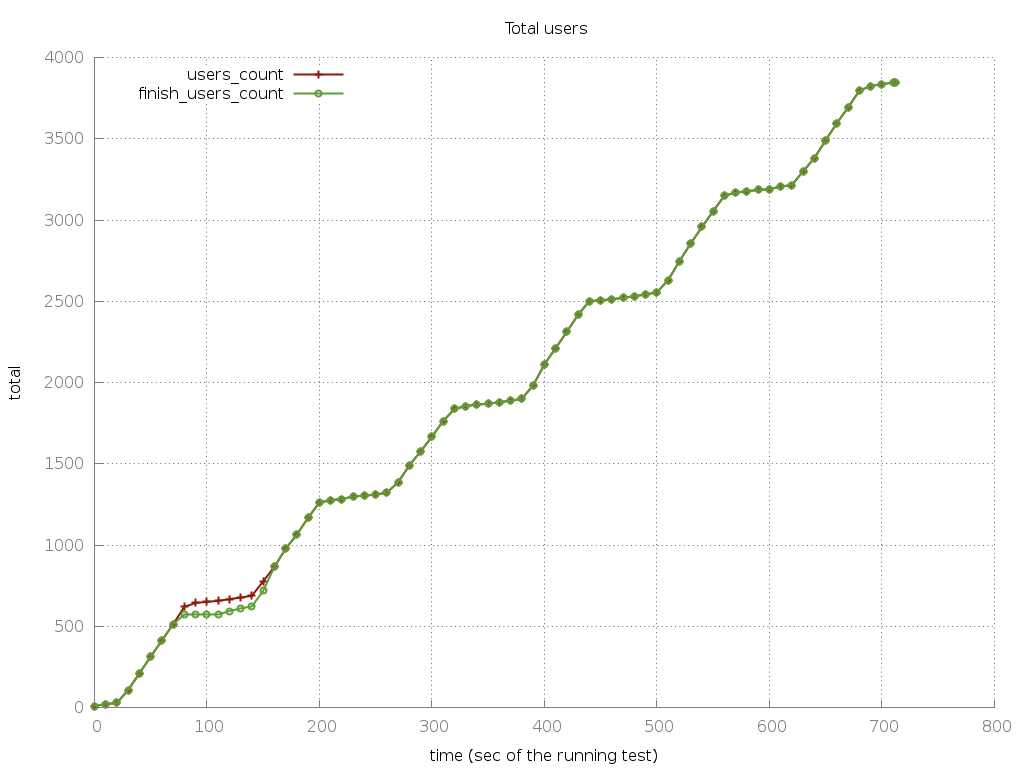 Total users
users_count
finish_users_count
4000
3500
3000
2500
2000
1500
1000
500
0
total
0 100 200 300 400 500 600 700 800
time (sec of the running test)